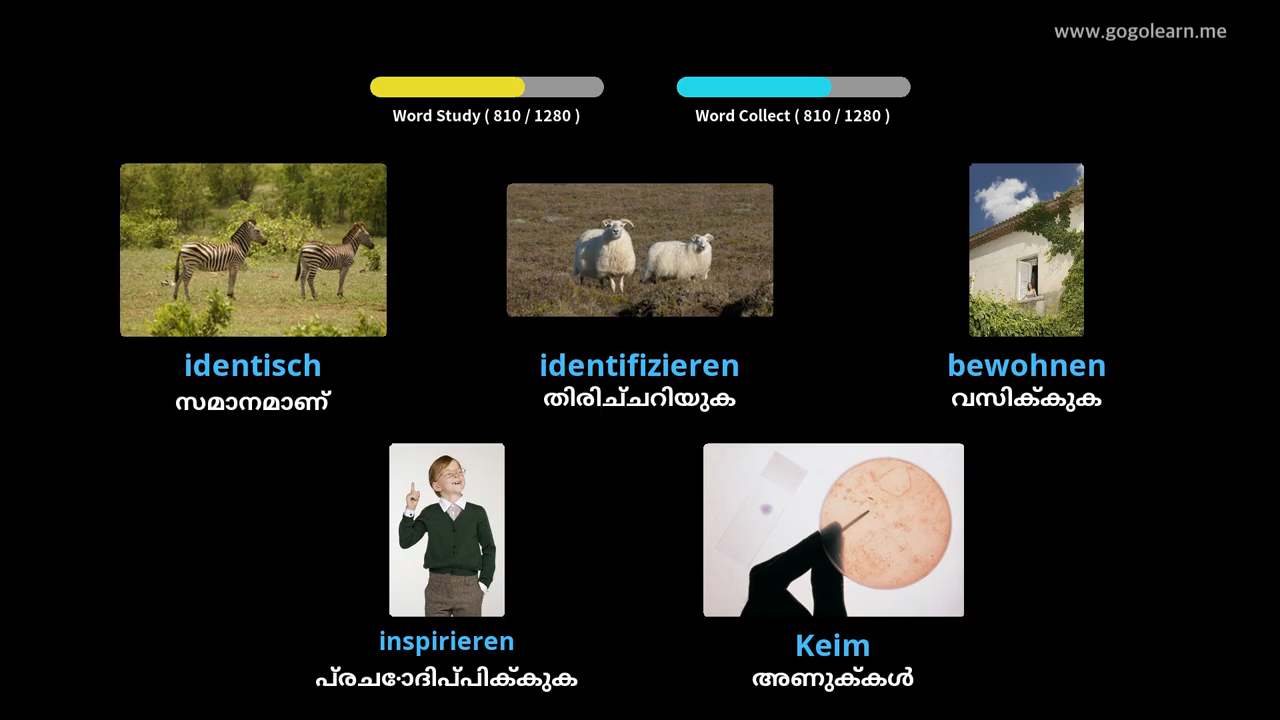 www.gogolearn.me
Word Study ( 810 / 1280 )
Word Collect ( 810 / 1280 )
identisch
സമാനമാണ്
identifizieren
തിരിച്ചറിയുക
bewohnen
വസിക്കുക
inspirieren
പ്രചോദിപ്പിക്കുക
Keim
അണുക്കൾ